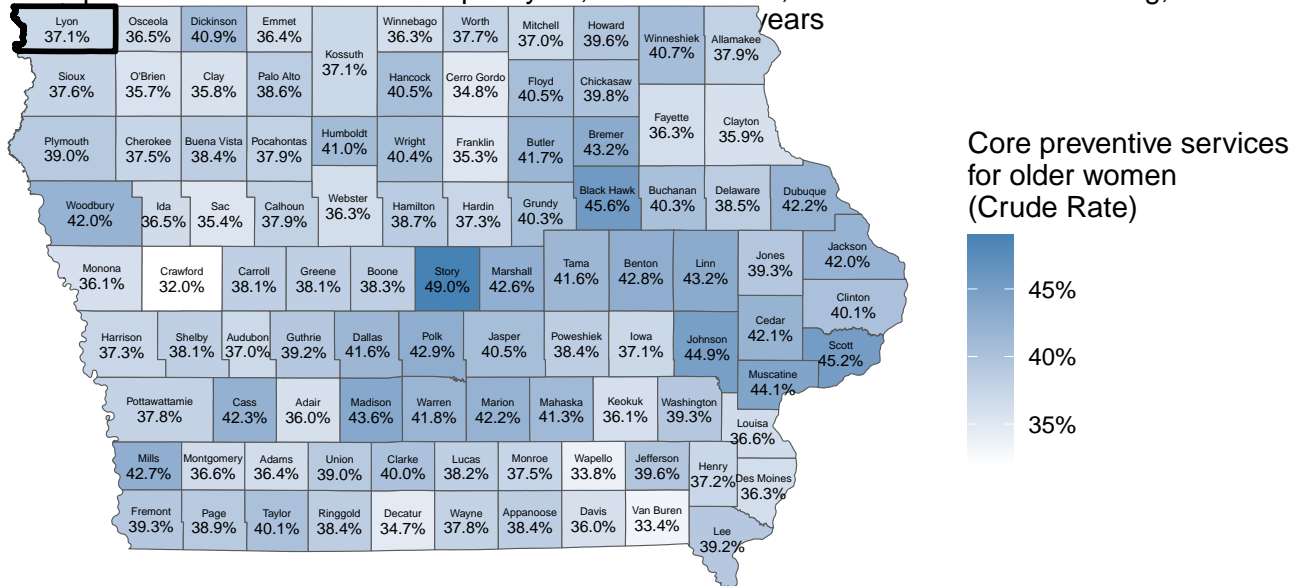 years
Lyon
37.1%
Osceola
36.5%
Dickinson
40.9%
Emmet
36.4%
Kossuth
37.1%
Winnebago
36.3%
Worth
37.7%
Mitchell
37.0%
Howard
39.6%
Winneshiek
40.7%
Allamakee
37.9%
Sioux
37.6%
O'Brien
35.7%
Clay
35.8%
Palo Alto
38.6%
Hancock
40.5%
Cerro Gordo
34.8%
Floyd
40.5%
Chickasaw
39.8%
Fayette
36.3%
Clayton
35.9%
Plymouth
39.0%
Cherokee
37.5%
Buena Vista
38.4%
Pocahontas
37.9%
Humboldt
41.0%
Wright
40.4%
Franklin
35.3%
Butler
41.7%
Bremer
43.2%
Woodbury
42.0%
Ida
36.5%
Sac
35.4%
Calhoun
37.9%
Webster
36.3%
Hamilton
38.7%
Hardin
37.3%
Grundy
40.3%
Black Hawk
45.6%
Buchanan
40.3%
Delaware
38.5%
Dubuque
42.2%
Monona
36.1%
Crawford
32.0%
Carroll
38.1%
Greene
38.1%
Boone
38.3%
Story
49.0%
Marshall
42.6%
Tama
41.6%
Benton
42.8%
Linn
43.2%
Jones
39.3%
Jackson
42.0%
Clinton
40.1%
Harrison
37.3%
Shelby
38.1%
Audubon
37.0%
Guthrie
39.2%
Dallas
41.6%
Polk
42.9%
Jasper
40.5%
Poweshiek
38.4%
Iowa
37.1%
Johnson
44.9%
Cedar
42.1%
Scott
45.2%
Muscatine
44.1%
Pottawattamie
37.8%
Cass
42.3%
Adair
36.0%
Madison
43.6%
Warren
41.8%
Marion
42.2%
Mahaska
41.3%
Keokuk
36.1%
Washington
39.3%
Louisa
36.6%
Mills
42.7%
Montgomery
36.6%
Adams
36.4%
Union
39.0%
Clarke
40.0%
Lucas
38.2%
Monroe
37.5%
Wapello
33.8%
Jefferson
39.6%
Henry
37.2%
Des Moines
36.3%
Fremont
39.3%
Page
38.9%
Taylor
40.1%
Ringgold
38.4%
Decatur
34.7%
Wayne
37.8%
Appanoose
38.4%
Davis
36.0%
Van Buren
33.4%
Lee
39.2%
Core preventive services
for older women
(Crude Rate)
45%
40%
35%